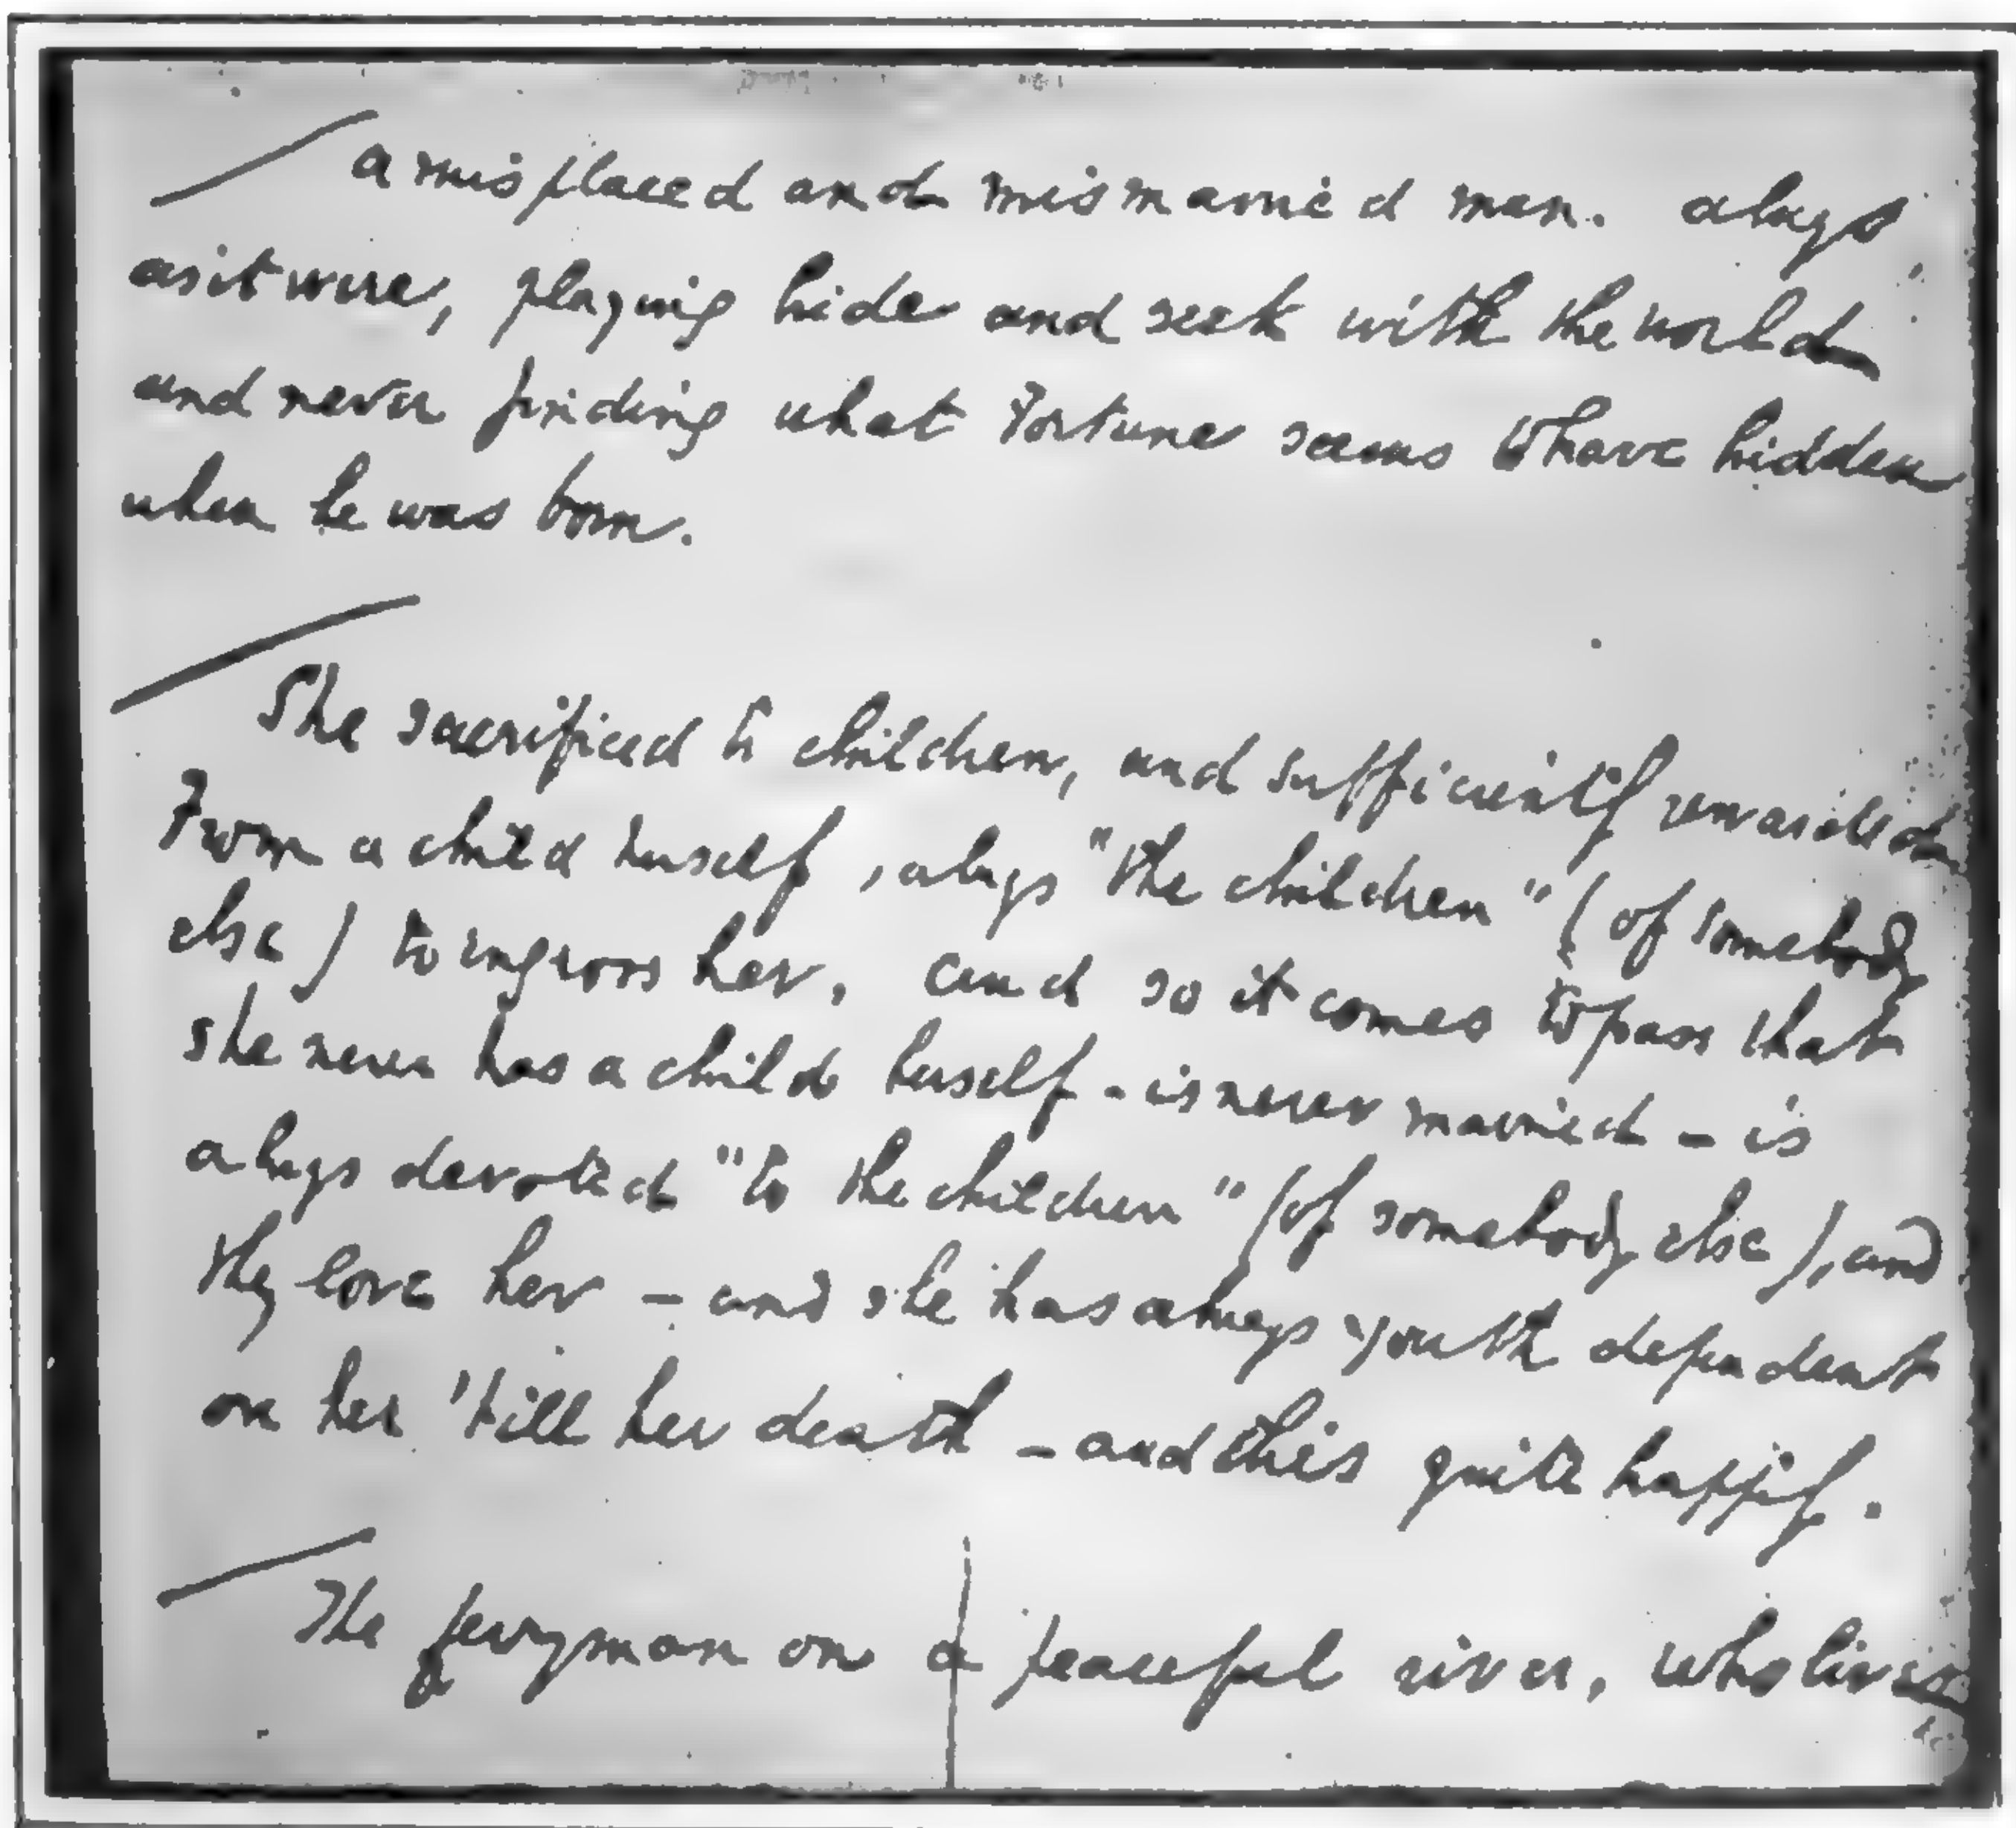 A misplaced and mismarried man. always
as it were, playing hide and seek with the world
and never finding what Fortune seems to have hidden
when he was born.
She sacrificed to children, and sufficiently rewarded.
From a child herself, always "the children" (of somebody
else) to engross her. And so it comes to pass that
she never has a child herself - is never married - is
always devoted "to the children" (of somebody else), and
they love her - and she has always youth dependent
on her 'till her death - and this quite happily.
The ferryman on a peaceful river, who lives